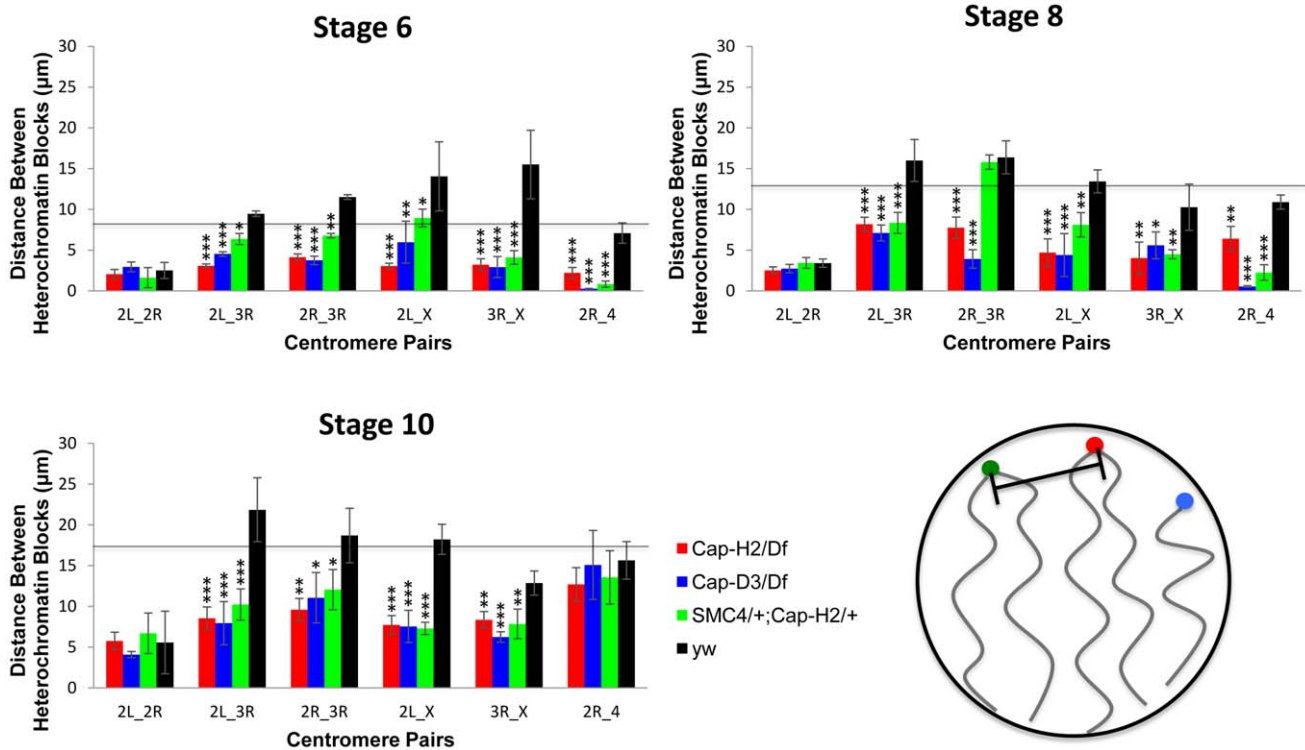 Stage 6
Distance Between
Heterochromatin Blocks (µm)
30
25
20
15
10
5
0
*** *** *
*** *** **
*** ** *
*** *** ***
*** *** ***
2L_2R 2L_3R 2R_3R 2L_X 3R_X 2R_4
Centromere Pairs
Stage 8
Distance Between
Heterochromatin Blocks (µm)
30
25
20
15
10
5
0
*** *** ***
*** ***
*** *** **
** * **
** *** ***
2L_2R 2L_3R 2R_3R 2L_X 3R_X 2R_4
Centromere Pairs
Stage 10
Distance Between
Heterochromatin Blocks (µm)
30
25
20
15
10
5
0
*** *** ***
** * *
*** *** ***
** *** **
2L_2R 2L_3R 2R_3R 2L_X 3R_X 2R_4
Centromere Pairs
Cap-H2/Df
Cap-D3/Df
SMC4/+;Cap-H2/+
yw